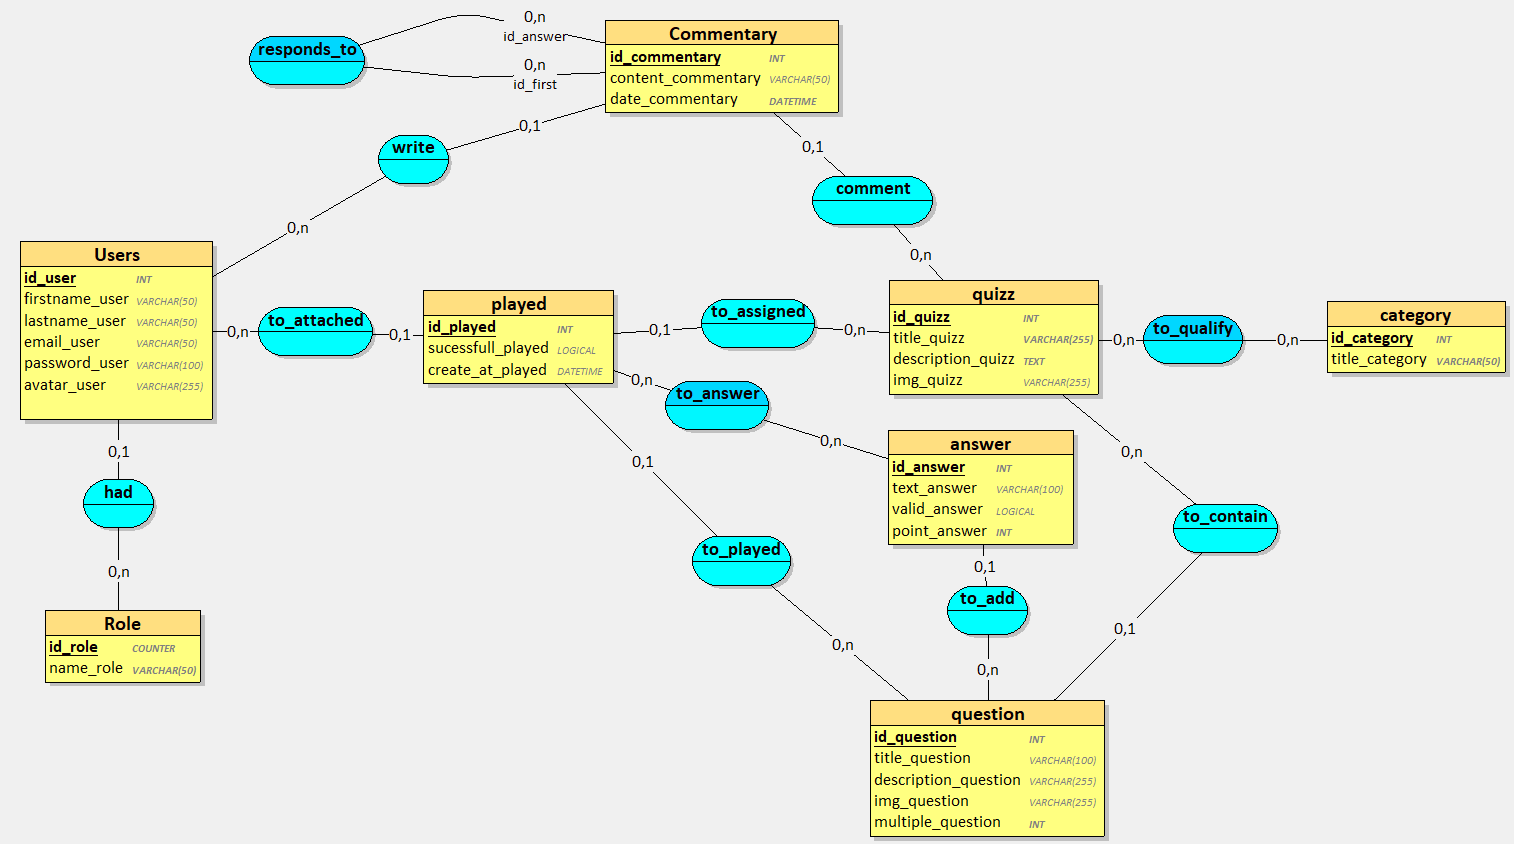 responds_to
0,n
id_answer
0,n
id_first
Commentary
id_commentary INT
content_commentary VARCHAR(50)
date_commentary DATETIME
write
0,1
0,n
0,1
comment
0,n
Users
id_user INT
firstname_user VARCHAR(50)
lastname_user VARCHAR(50)
email_user VARCHAR(50)
password_user VARCHAR(100)
avatar_user VARCHAR(255)
0,n
to_attached
0,1
played
id_played INT
sucessfull_played LOGICAL
create_at_played DATETIME
0,1
to_assigned
0,n
quizz
id_quizz INT
title_quizz VARCHAR(255)
description_quizz TEXT
img_quizz VARCHAR(255)
0,n
to_qualify
0,n
category
id_category INT
title_category VARCHAR(50)
0,n
to_answer
0,n
answer
id_answer INT
text_answer VARCHAR(100)
valid_answer LOGICAL
point_answer INT
0,1
had
0,n
Role
id_role COUNTER
name_role VARCHAR(50)
0,1
to_played
0,n
0,1
to_add
0,n
0,n
to_contain
0,1
question
id_question INT
title_question VARCHAR(100)
description_question VARCHAR(255)
img_question VARCHAR(255)
multiple_question INT